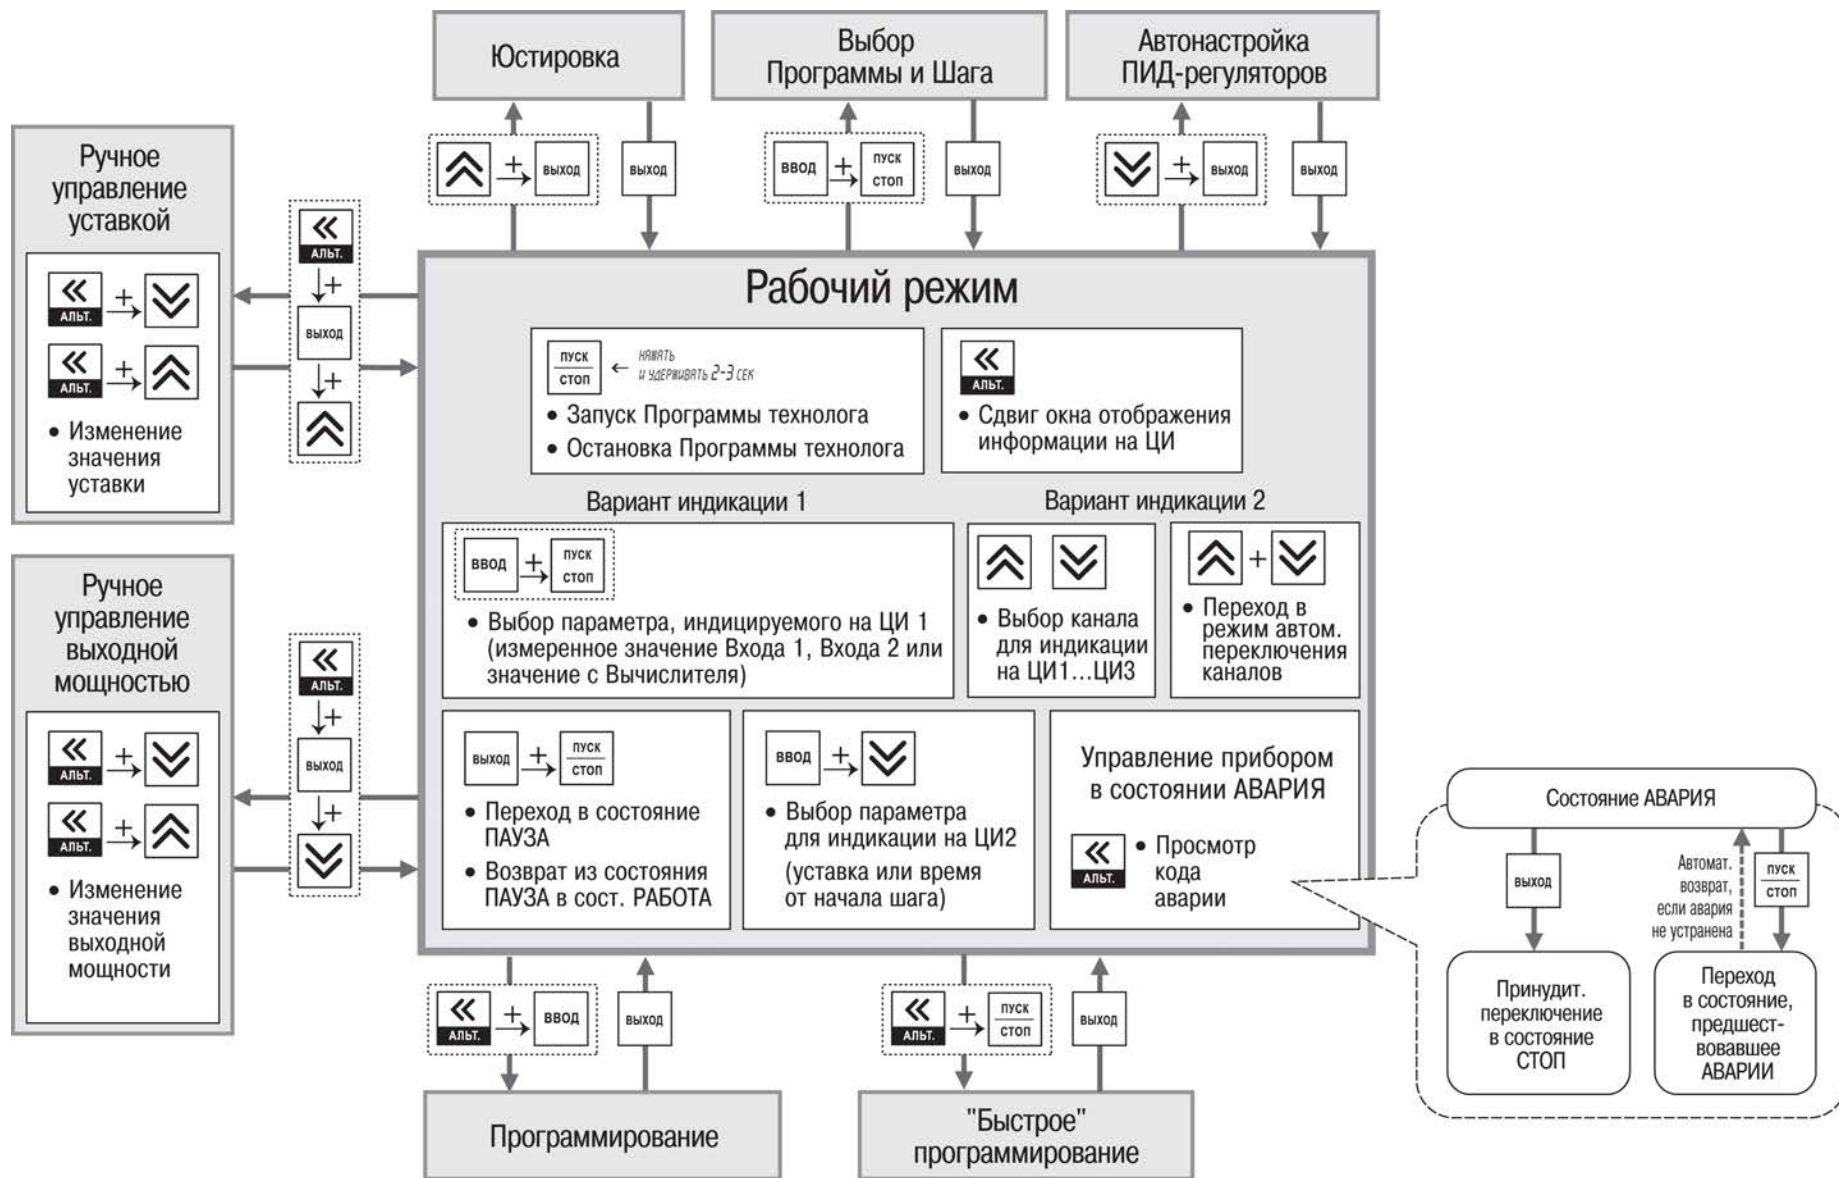 Юстировка
Выбор
Программы и Шага
Автонастройка
ПИД-регуляторов
+
ВЫХОД
ВЫХОД
ВВОД
+
ПУСК
СТОП
ВЫХОД
+
ВЫХОД
ВЫХОД
Ручное
управление
уставкой
АЛЬТ.
+
АЛЬТ.
+
• Изменение
значения
уставки
АЛЬТ.
+
ВЫХОД
+
Рабочий режим
ПУСК
СТОП
НАЖАТЬ
И УДЕРЖИВАТЬ 2-3 СЕК
• Запуск Программы технолога
• Остановка Программы технолога
АЛЬТ.
• Сдвиг окна отображения
информации на ЦИ
Вариант индикации 1
ВВОД
+
ПУСК
СТОП
• Выбор параметра, индицируемого на ЦИ 1
(измеренное значение Входа 1, Входа 2 или
значение с Вычислителя)
Вариант индикации 2
• Выбор канала
для индикации
на ЦИ1...ЦИ3
+
• Переход в
режим автом.
переключения
каналов
ВЫХОД
+
ПУСК
СТОП
• Переход в состояние
ПАУЗА
• Возврат из состояния
ПАУЗА в сост. РАБОТА
ВВОД
+
• Выбор параметра
для индикации на ЦИ2
(уставка или время
от начала шага)
Управление прибором
в состоянии АВАРИЯ
АЛЬТ.
• Просмотр
кода
аварии
Ручное
управление
выходной
мощностью
АЛЬТ.
+
АЛЬТ.
+
• Изменение
значения
выходной
мощности
АЛЬТ.
+
ВЫХОД
+
Состояние АВАРИЯ
ВЫХОД
Автомат.
возврат,
если авария
не устранена
ПУСК
СТОП
Принудит.
переключение
в состояние
СТОП
Переход
в состояние,
предшест-
вовавшее
АВАРИИ
АЛЬТ.
+
ВВОД
ВЫХОД
АЛЬТ.
+
ПУСК
СТОП
ВЫХОД
Программирование
"Быстрое"
программирование